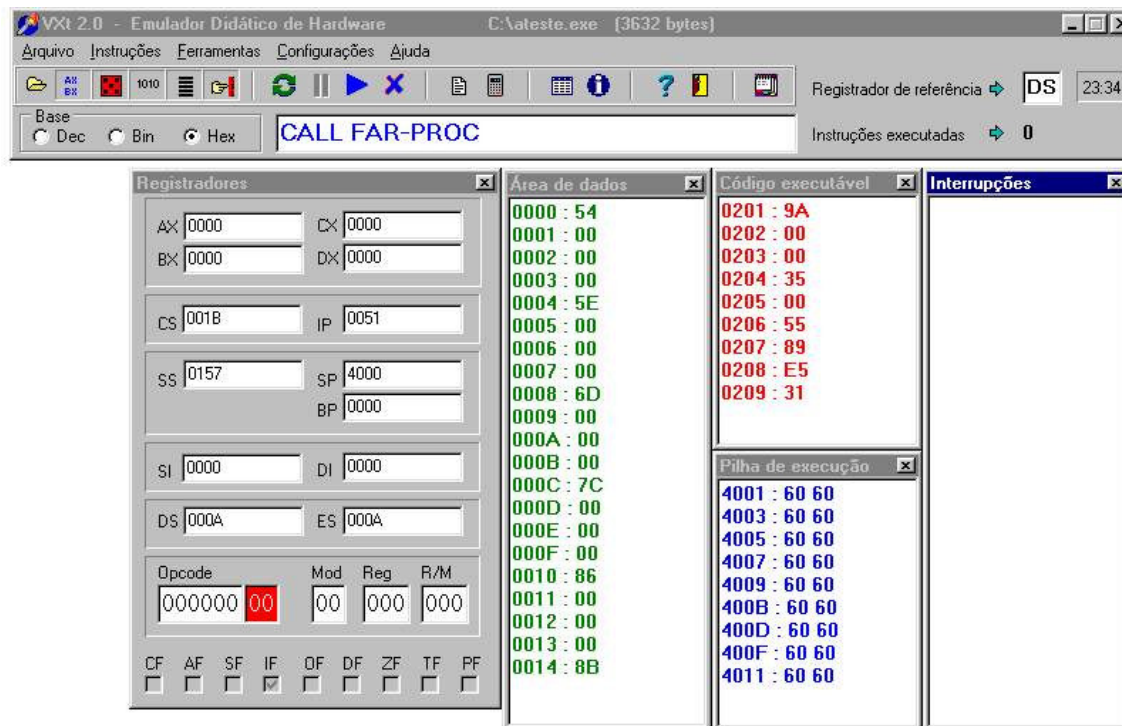 VXt 2.0 - Emulador Didático de Hardware C:\ateste.exe (3632 bytes)
Arquivo Instruções Ferramentas Configurações Ajuda
AX BX 1010
Registrador de referência DS 23:34
Base
Dec Bin Hex
CALL FAR-PROC
Instruções executadas 0
Registradores
AX 0000 CX 0000
BX 0000 DX 0000
CS 001B IP 0051
SS 0157 SP 4000
BP 0000
SI 0000 DI 0000
DS 000A ES 000A
Opcode Mod Reg R/M
000000 00 00 000 000
CF AF SF IF OF DF ZF TF PF
Área de dados
0000 : 54
0001 : 00
0002 : 00
0003 : 00
0004 : 5E
0005 : 00
0006 : 00
0007 : 00
0008 : 6D
0009 : 00
000A : 00
000B : 00
000C : 7C
000D : 00
000E : 00
000F : 00
0010 : 86
0011 : 00
0012 : 00
0013 : 00
0014 : 8B
Código executável
0201 : 9A
0202 : 00
0203 : 00
0204 : 35
0205 : 00
0206 : 55
0207 : 89
0208 : E5
0209 : 31
Pilha de execução
4001 : 60 60
4003 : 60 60
4005 : 60 60
4007 : 60 60
4009 : 60 60
400B : 60 60
400D : 60 60
400F : 60 60
4011 : 60 60
Interrupções